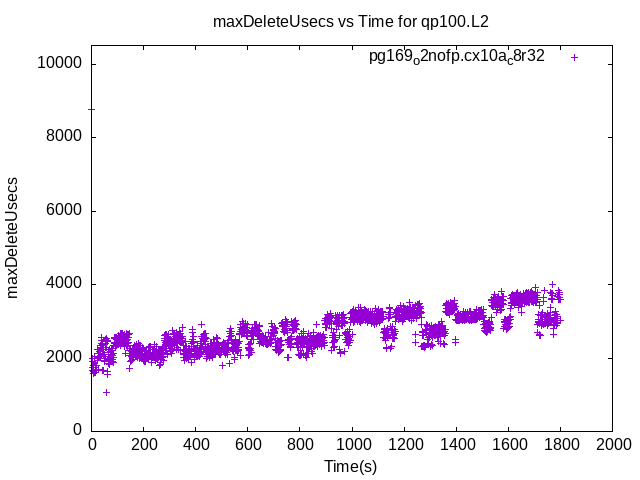 maxDeleteUsecs vs Time for qp100.L2
pg169o2nofp.cx10ac8r32
maxDeleteUsecs
10000
8000
6000
4000
2000
0
0 200 400 600 800 1000 1200 1400 1600 1800 2000
Time(s)